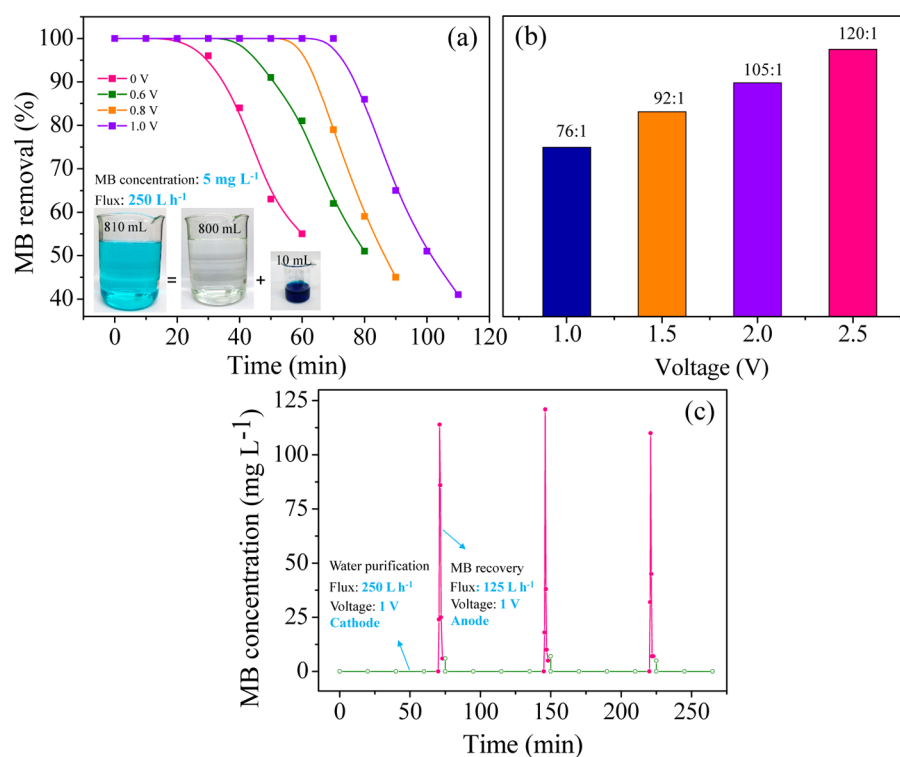 (a)
100
90
80
70
60
50
40
MB removal (%)
0 V
0.6 V
0.8 V
1.0 V
MB concentration: 5 mg L⁻¹
Flux: 250 L h⁻¹
810 mL
=
800 mL
+
10 mL
0 20 40 60 80 100 120
Time (min)
(b)
76:1
92:1
105:1
120:1
1.0 1.5 2.0 2.5
Voltage (V)
(c)
125
100
75
50
25
0
MB concentration (mg L⁻¹)
Water purification
Flux: 250 L h⁻¹
Voltage: 1 V
Cathode
MB recovery
Flux: 125 L h⁻¹
Voltage: 1 V
Anode
0 50 100 150 200 250
Time (min)